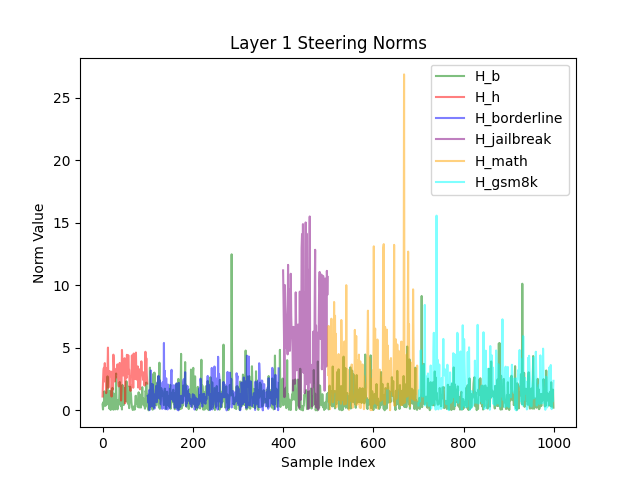 Layer 1 Steering Norms
H_b
H_h
H_borderline
H_jailbreak
H_math
H_gsm8k
Norm Value
25
20
15
10
5
0
0 200 400 600 800 1000
Sample Index